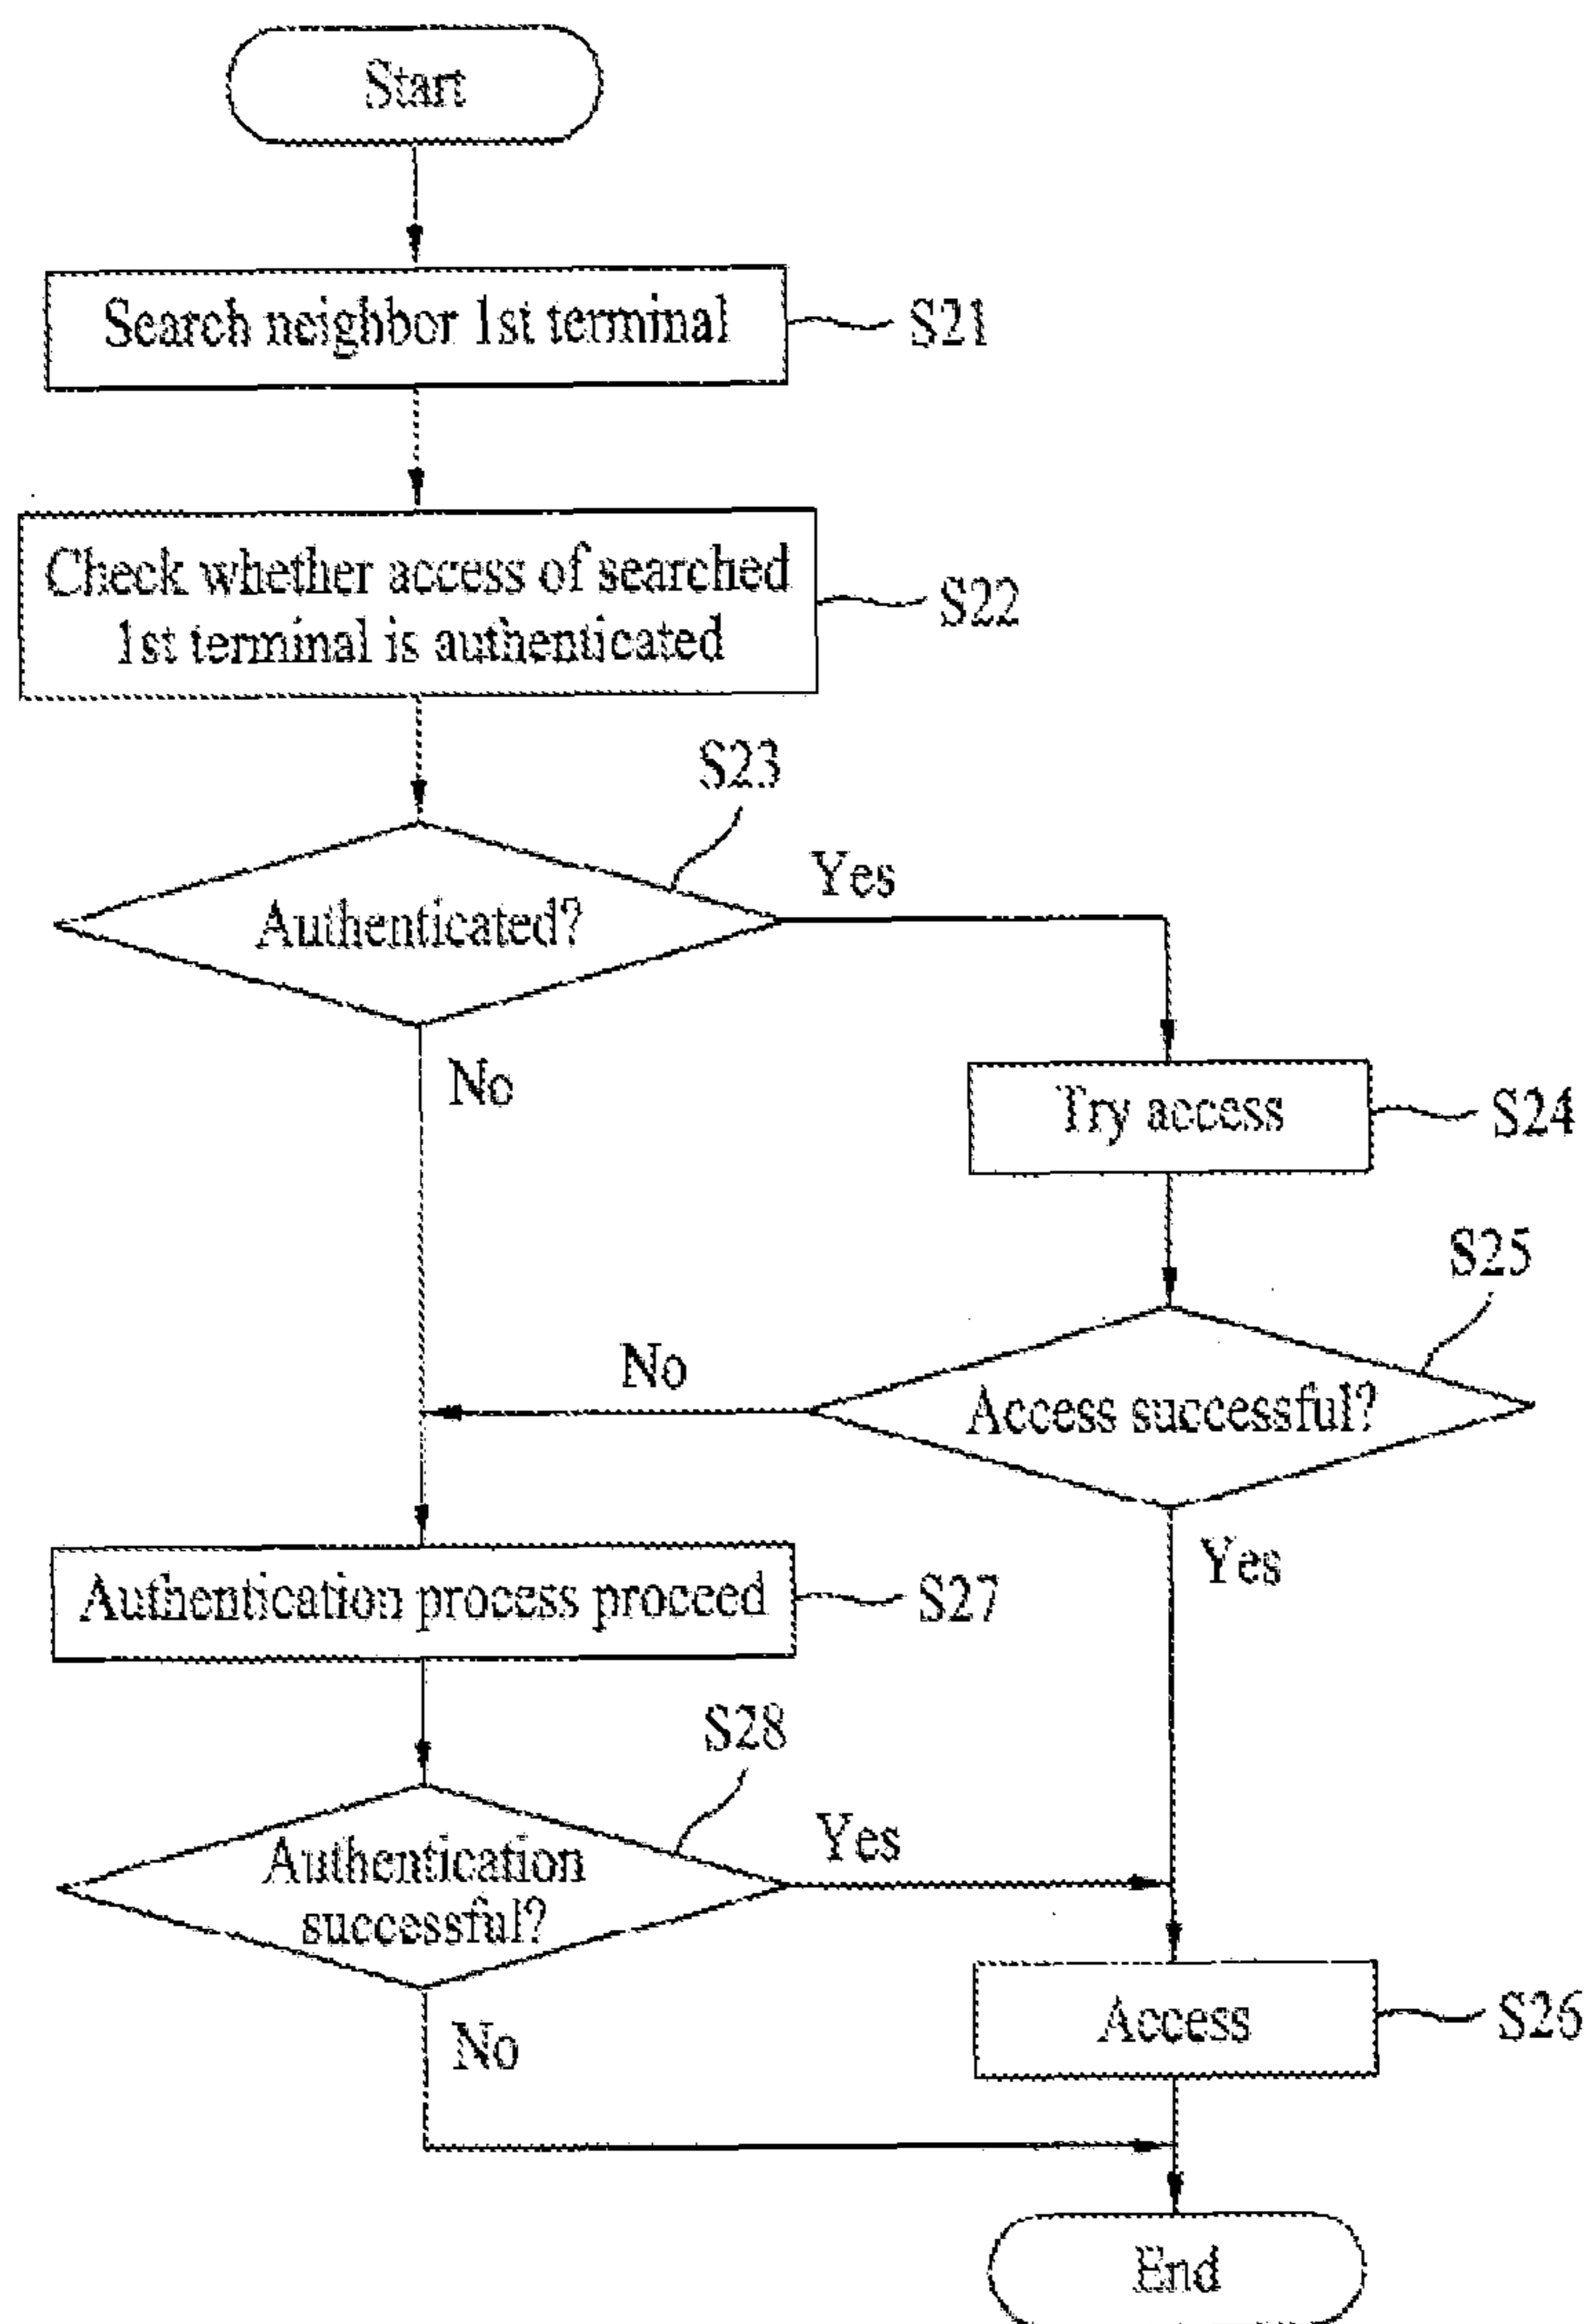 Start
Search neighbor 1st terminal
S21
Check whether access of searched
1st terminal is authenticated
S22
S23
Authenticated?
Yes
No
Try access
S24
S25
Access successful?
No
Yes
Authentication process proceed
S27
S28
Authentication
successful?
Yes
No
Access
S26
End